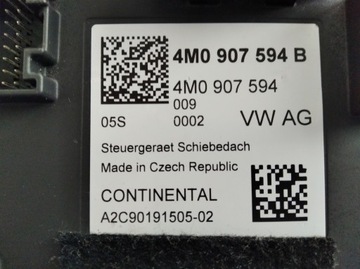 4M0 907 594 B
4M0 907 594
009
05S 0002 VW AG
Steuergeraet Schiebedach
Made in Czech Republic
CONTINENTAL
A2C90191505-02